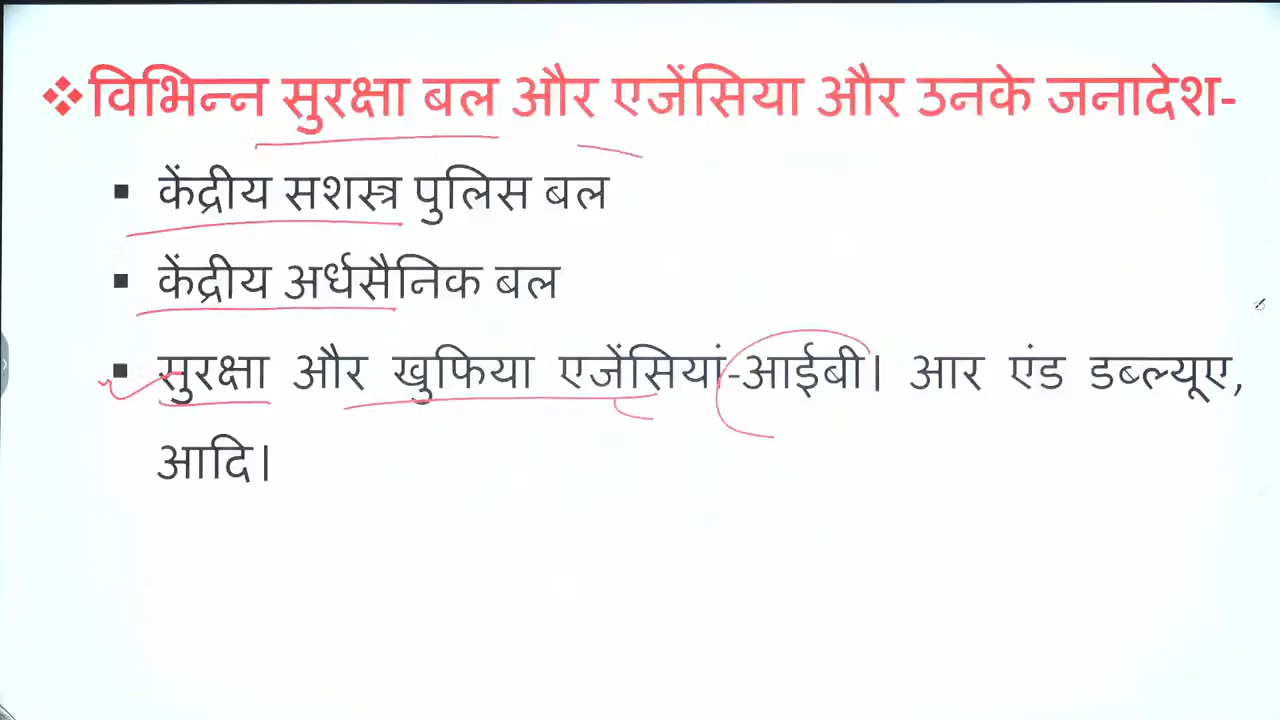 ❖विभिन्न सुरक्षा बल और एजेंसिया और उनके जनादेश-
▪ केंद्रीय सशस्त्र पुलिस बल
▪ केंद्रीय अर्धसैनिक बल
▪ सुरक्षा और खुफिया एजेंसियां-आईबी। आर एंड डब्ल्यूए,
आदि।